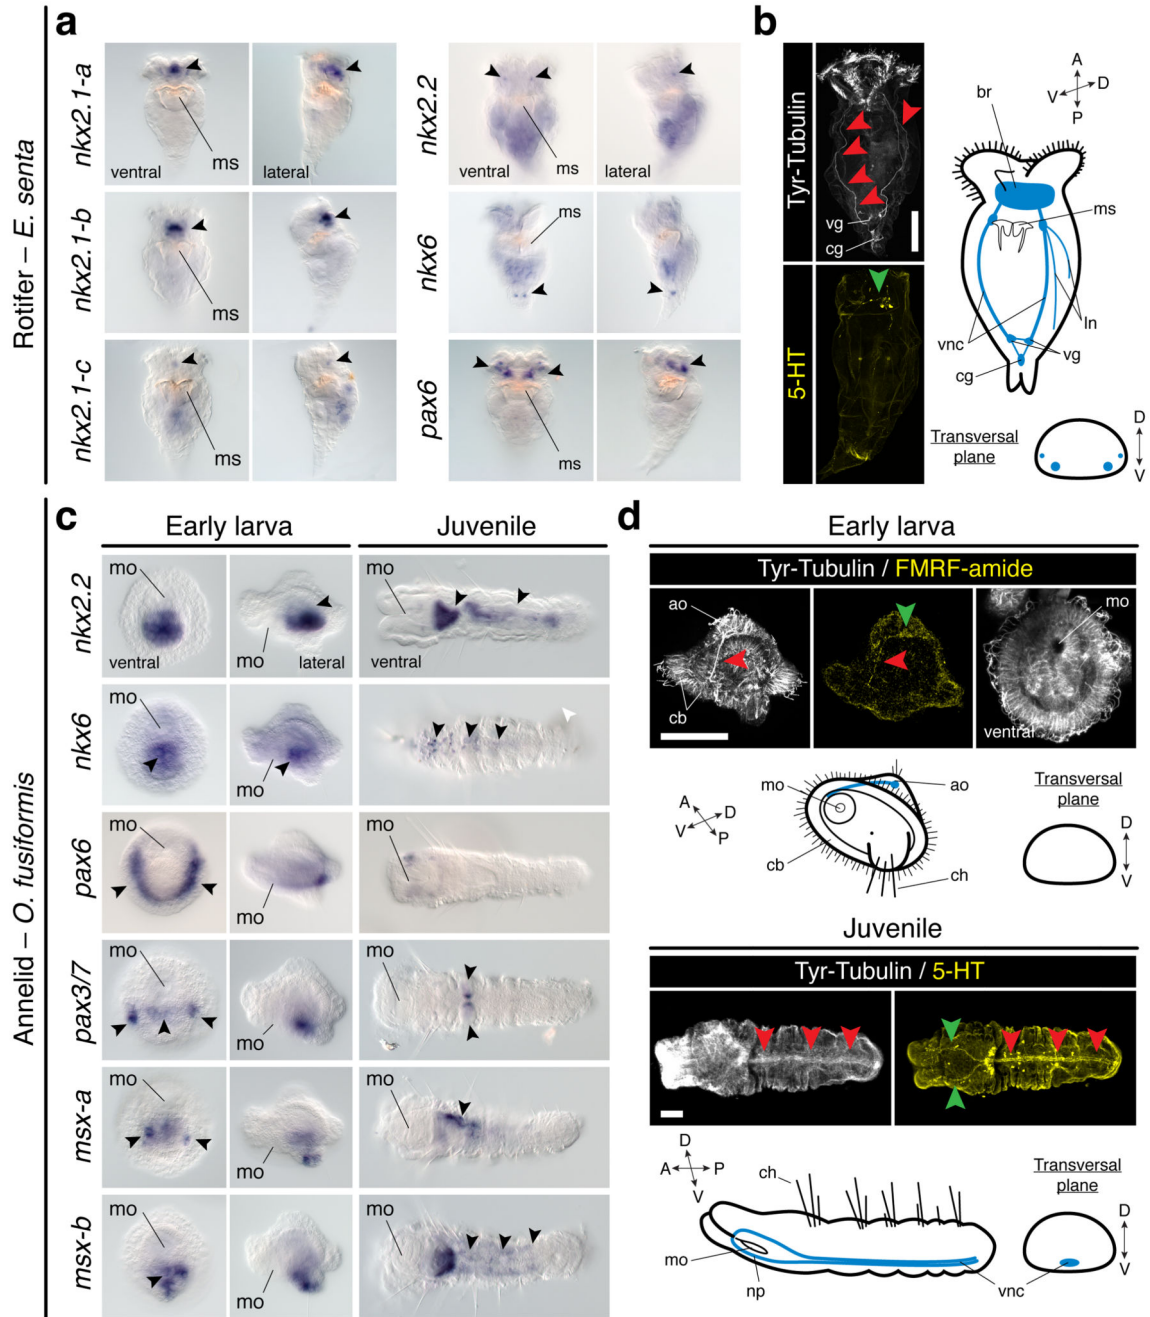 Rotifer – E. senta
a
nkx2.1-a
ventral
ms
lateral
nkx2.2
ventral
ms
lateral
nkx2.1-b
ms
nkx6
ms
nkx2.1-c
ms
pax6
ms
b
Tyr-Tubulin
vg
cg
5-HT
A
V D
P
br
ms
ln
vnc
vg
cg
Transversal
plane
D
V
Annelid – O. fusiformis
c
Early larva
Juvenile
nkx2.2
mo
ventral
mo
lateral
mo
ventral
nkx6
mo
mo
pax6
mo
mo
mo
pax3/7
mo
mo
mo
msx-a
mo
mo
mo
msx-b
mo
mo
mo
d
Early larva
Tyr-Tubulin / FMRF-amide
ao
cb
mo
ventral
A
D
V
P
mo
ao
cb
ch
Transversal
plane
D
V
Juvenile
Tyr-Tubulin / 5-HT
D
A P
V
ch
mo
np
vnc
Transversal
plane
D
V